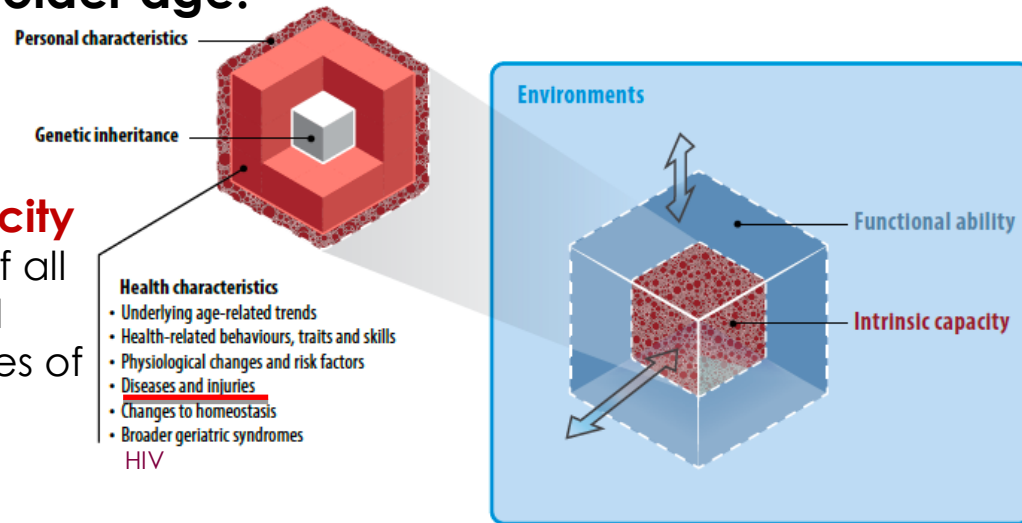 older age.
Personal characteristics
Genetic inheritance
city
f all
es of
Health characteristics
• Underlying age-related trends
• Health-related behaviours, traits and skills
• Physiological changes and risk factors
• Diseases and injuries
• Changes to homeostasis
• Broader geriatric syndromes
HIV
Environments
Functional ability
Intrinsic capacity